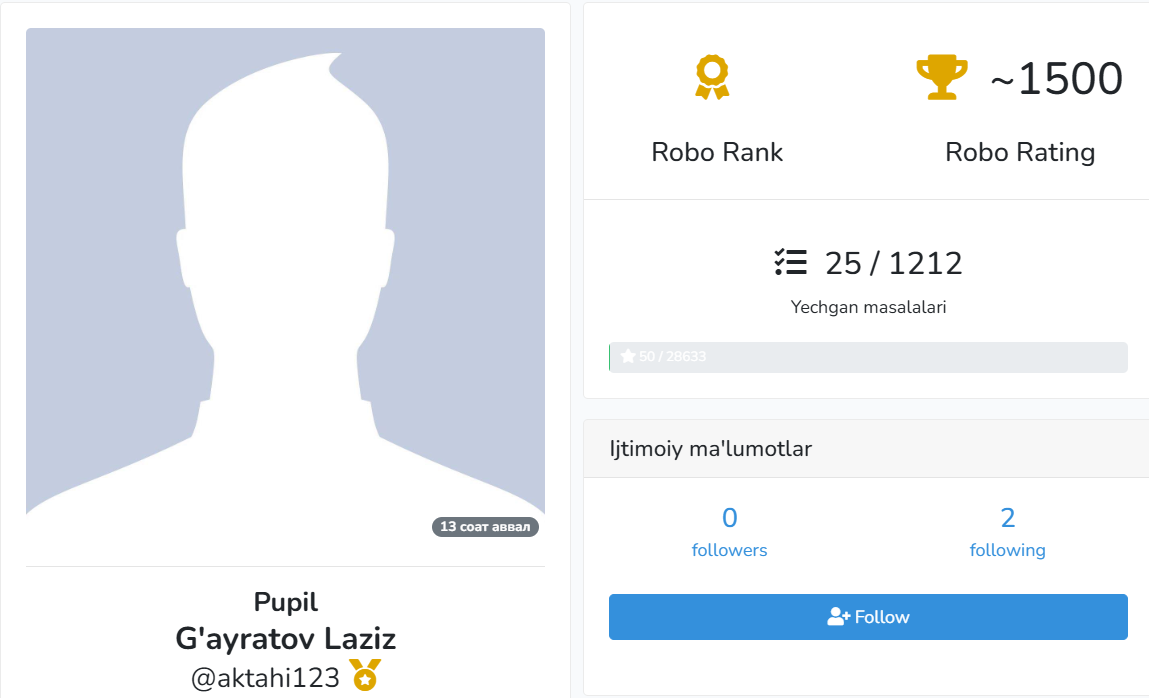 13 соат аввал
Pupil
G'ayratov Laziz
@aktahi123
~1500
Robo Rank
Robo Rating
25 / 1212
Yechgan masalalari
50 / 28633
Ijtimoiy ma'lumotlar
0
followers
2
following
Follow